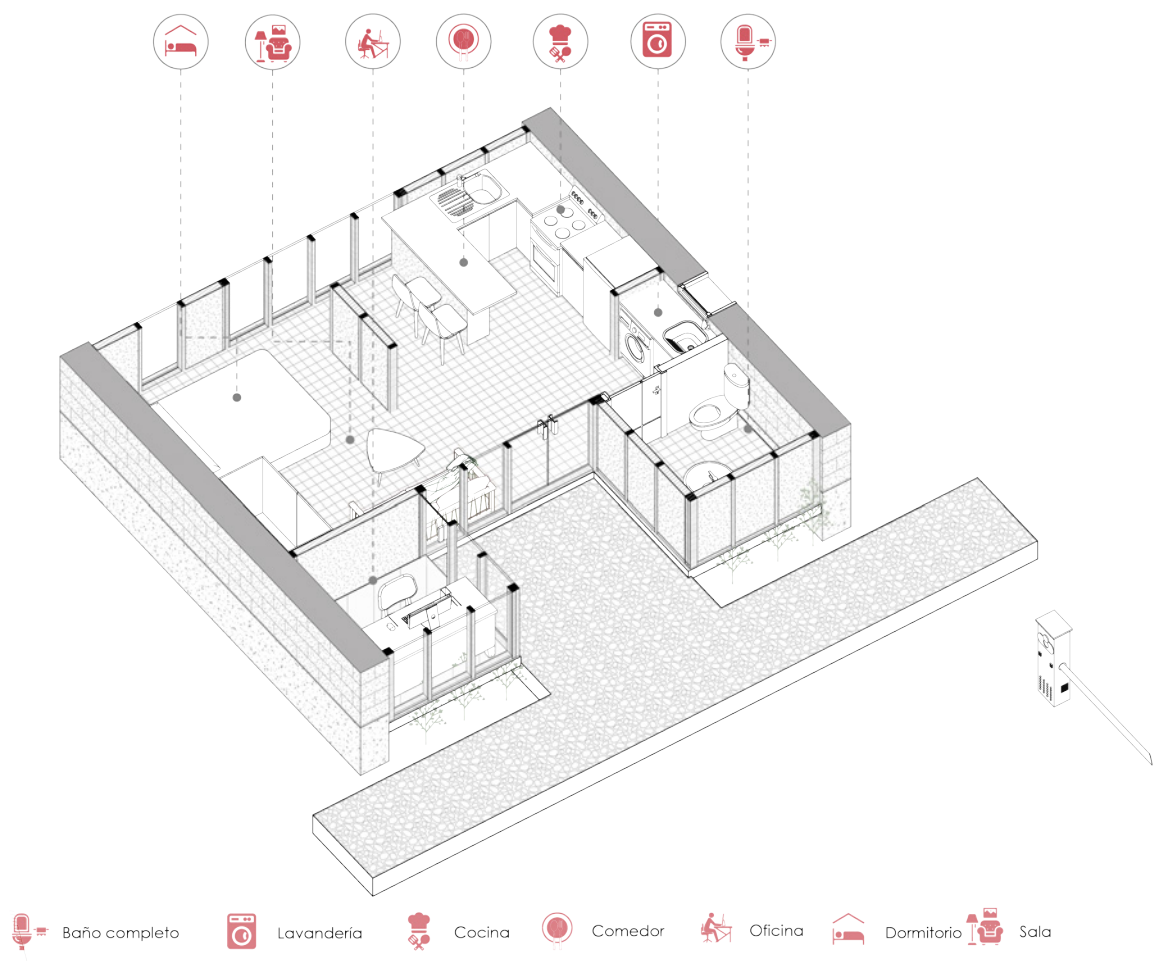 Baño completo
Lavandería
Cocina
Comedor
Oficina
Dormitorio
Sala